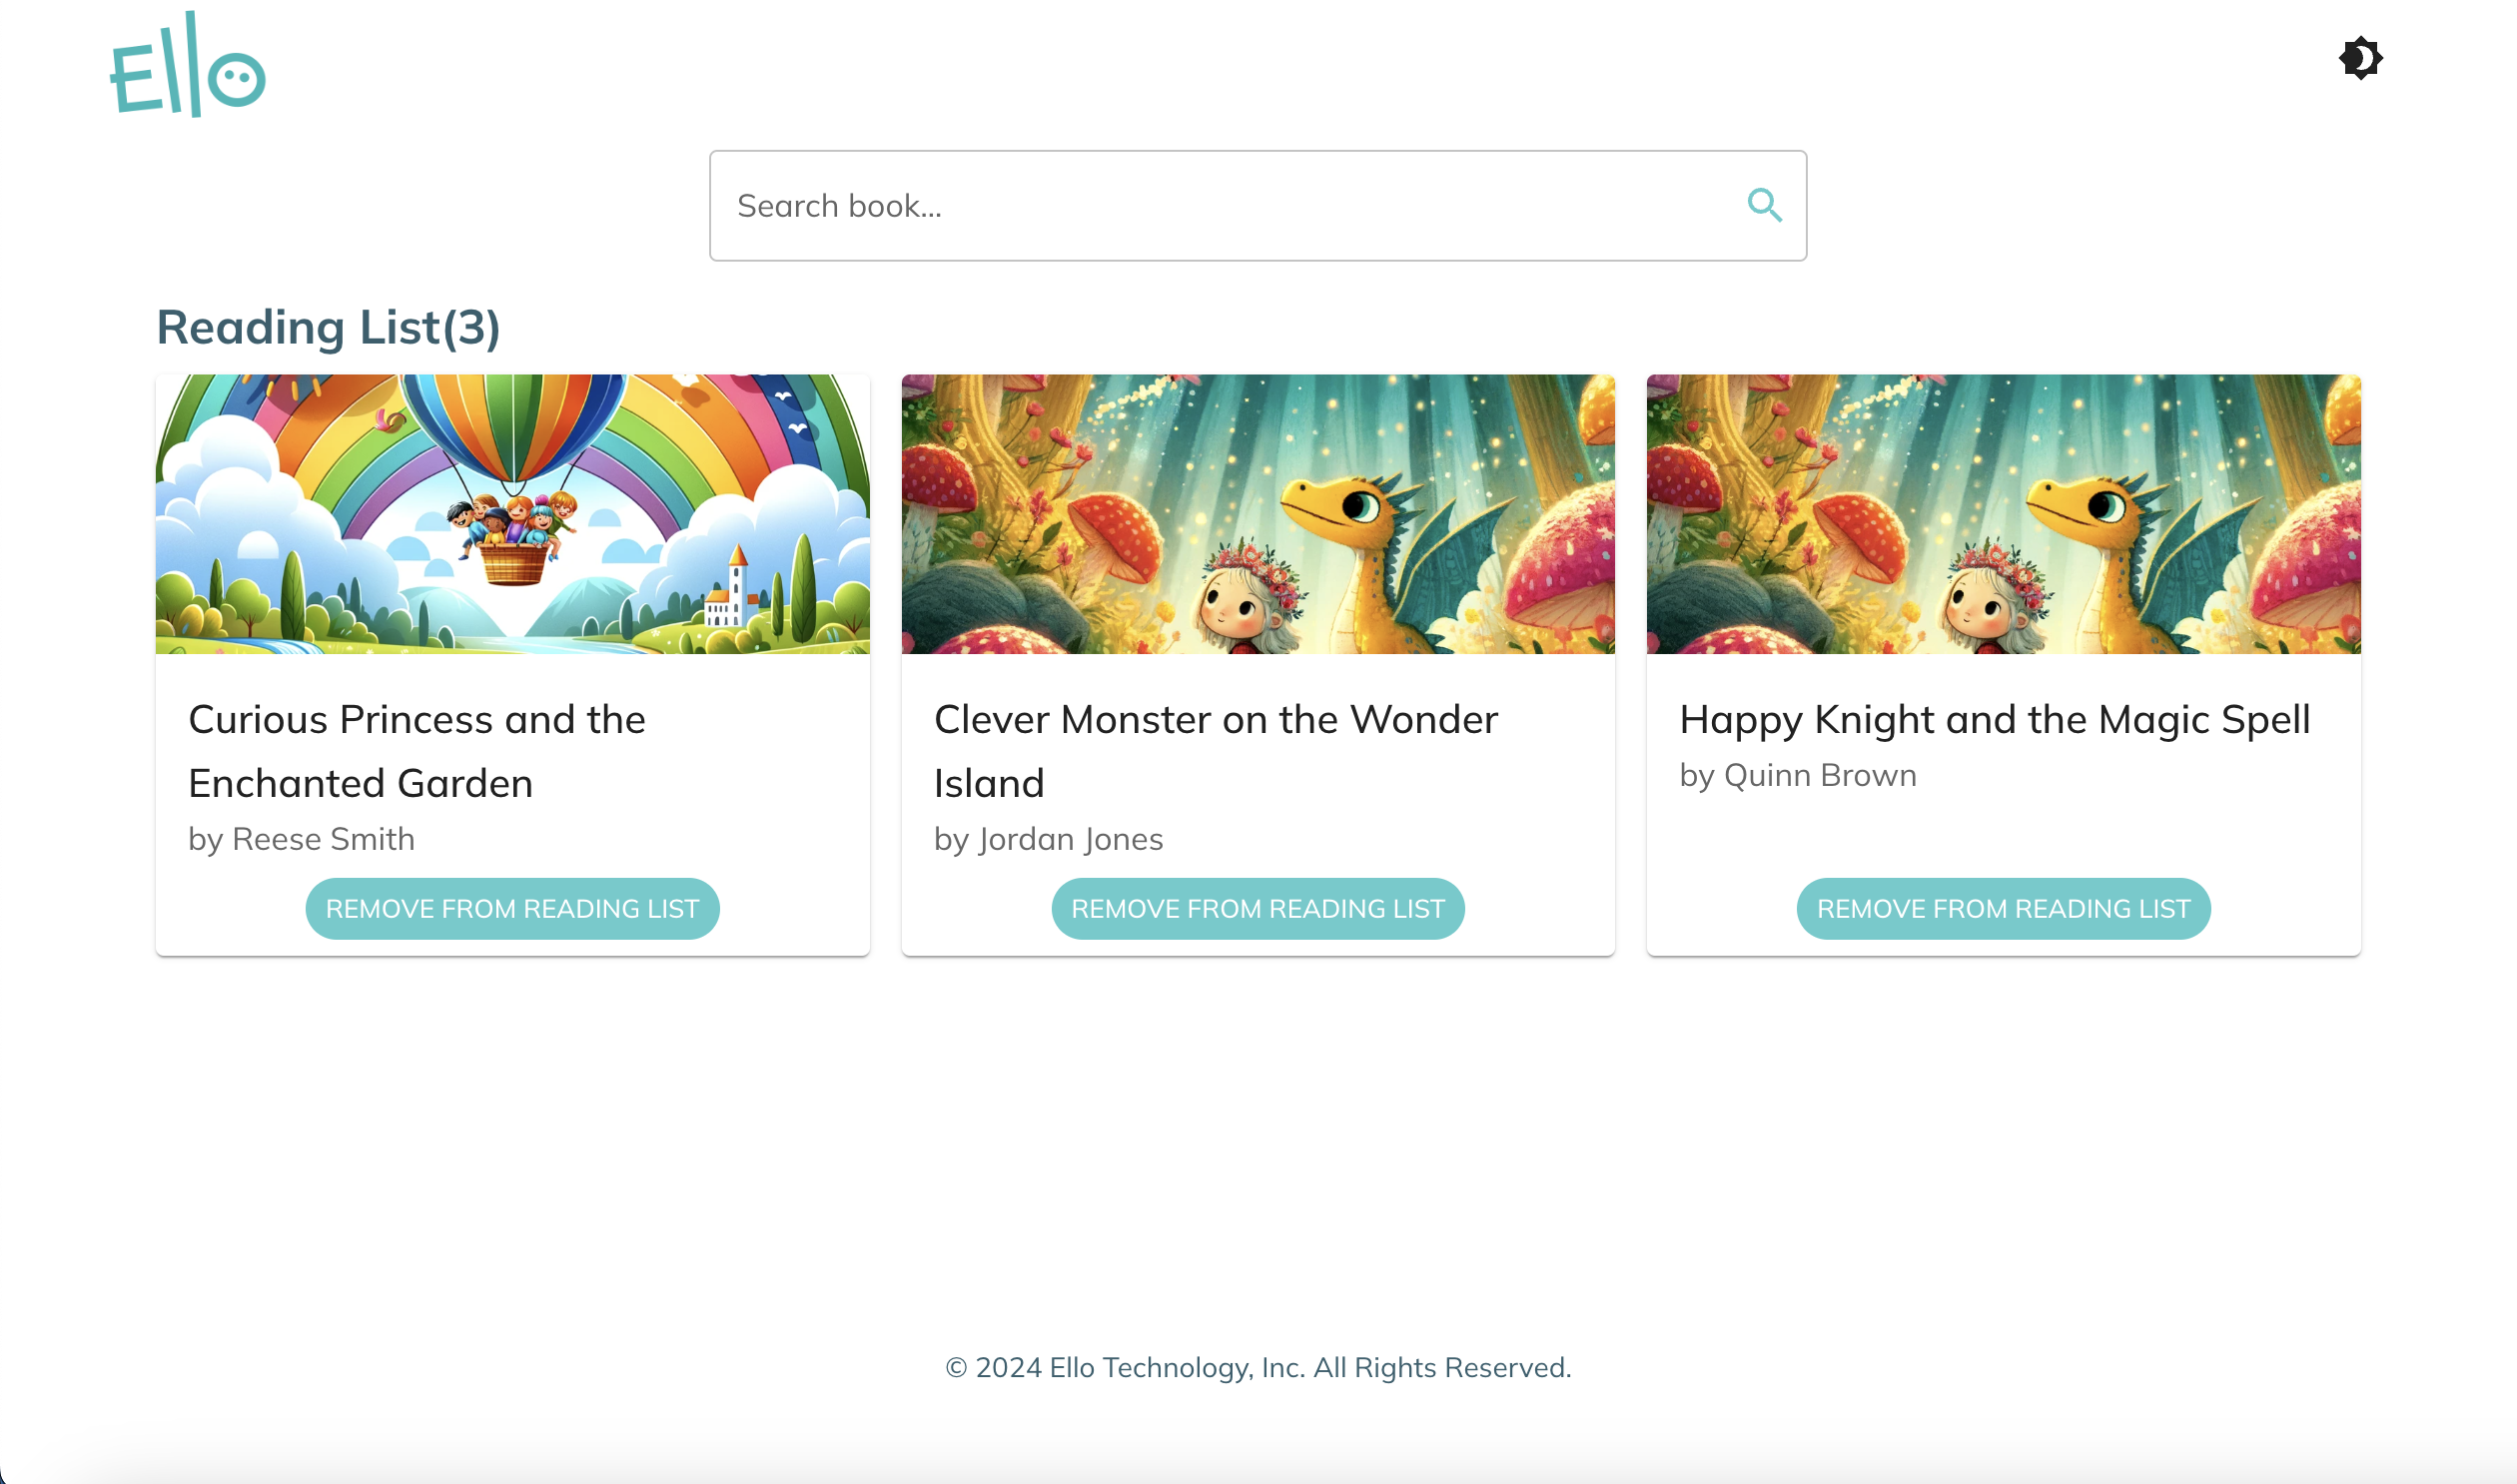 Ello
Search book...
Reading List(3)
Curious Princess and the
Enchanted Garden
by Reese Smith
REMOVE FROM READING LIST
Clever Monster on the Wonder
Island
by Jordan Jones
REMOVE FROM READING LIST
Happy Knight and the Magic Spell
by Quinn Brown
REMOVE FROM READING LIST
© 2024 Ello Technology, Inc. All Rights Reserved.